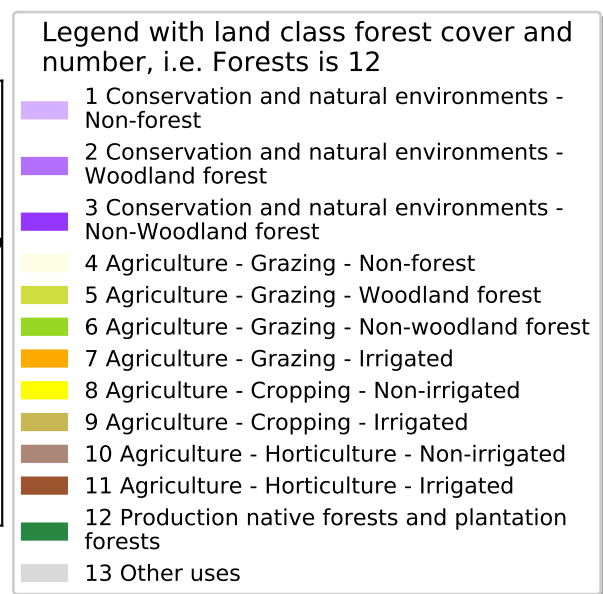 Legend with land class forest cover and
number, i.e. Forests is 12
1 Conservation and natural environments -
Non-forest
2 Conservation and natural environments -
Woodland forest
3 Conservation and natural environments -
Non-Woodland forest
4 Agriculture - Grazing - Non-forest
5 Agriculture - Grazing - Woodland forest
6 Agriculture - Grazing - Non-woodland forest
7 Agriculture - Grazing - Irrigated
8 Agriculture - Cropping - Non-irrigated
9 Agriculture - Cropping - Irrigated
10 Agriculture - Horticulture - Non-irrigated
11 Agriculture - Horticulture - Irrigated
12 Production native forests and plantation
forests
13 Other uses